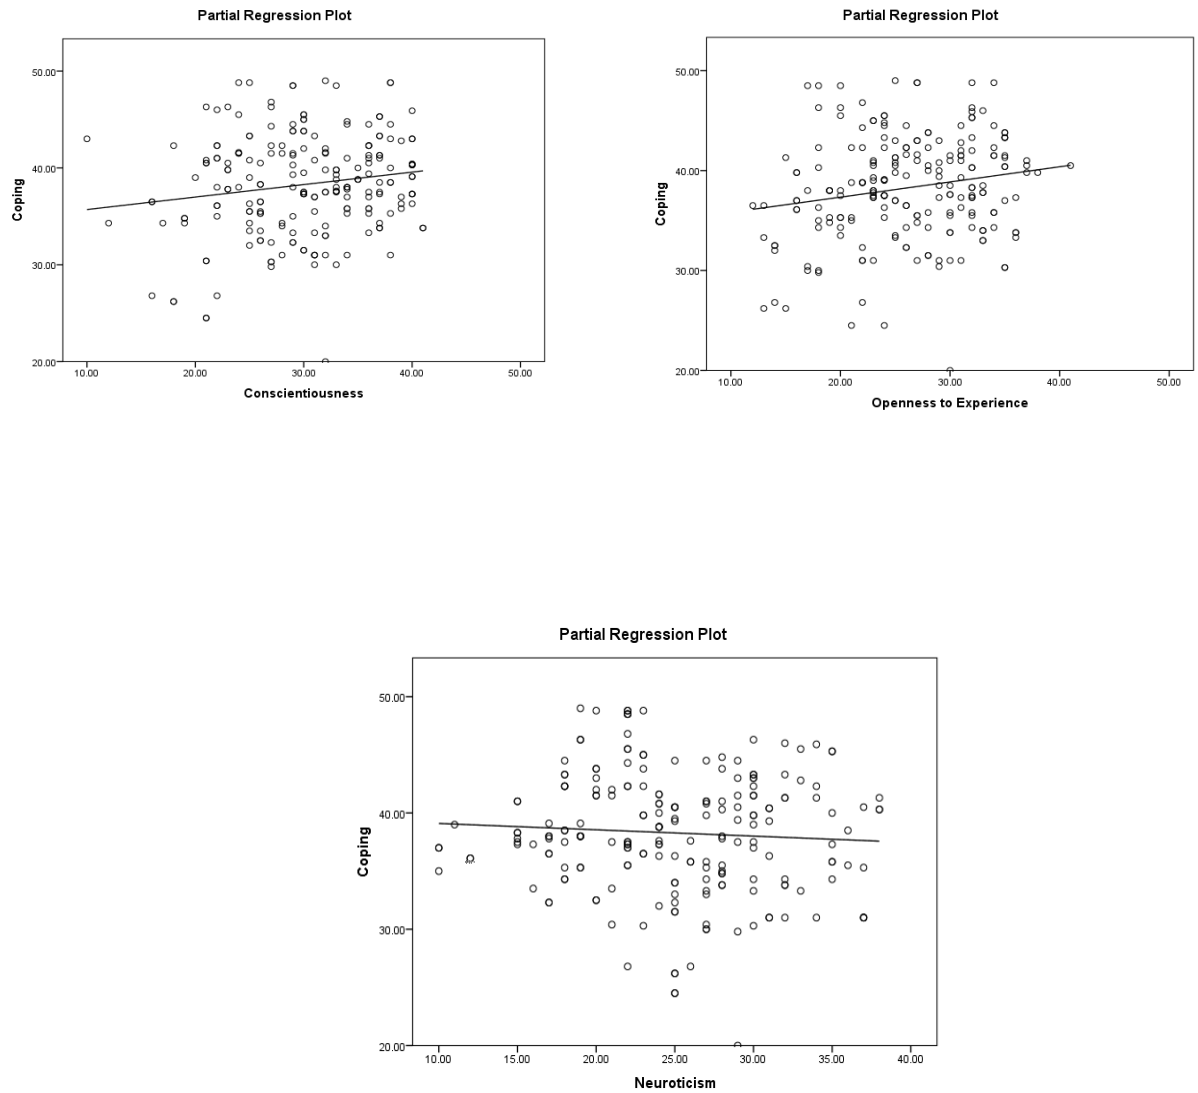 Partial Regression Plot
50.00
40.00
30.00
20.00
Coping
10.00 20.00 30.00 40.00 50.00
Conscientiousness
Partial Regression Plot
50.00
40.00
30.00
20.00
Coping
10.00 20.00 30.00 40.00 50.00
Openness to Experience
Partial Regression Plot
50.00
40.00
30.00
20.00
Coping
10.00 15.00 20.00 25.00 30.00 35.00 40.00
Neuroticism